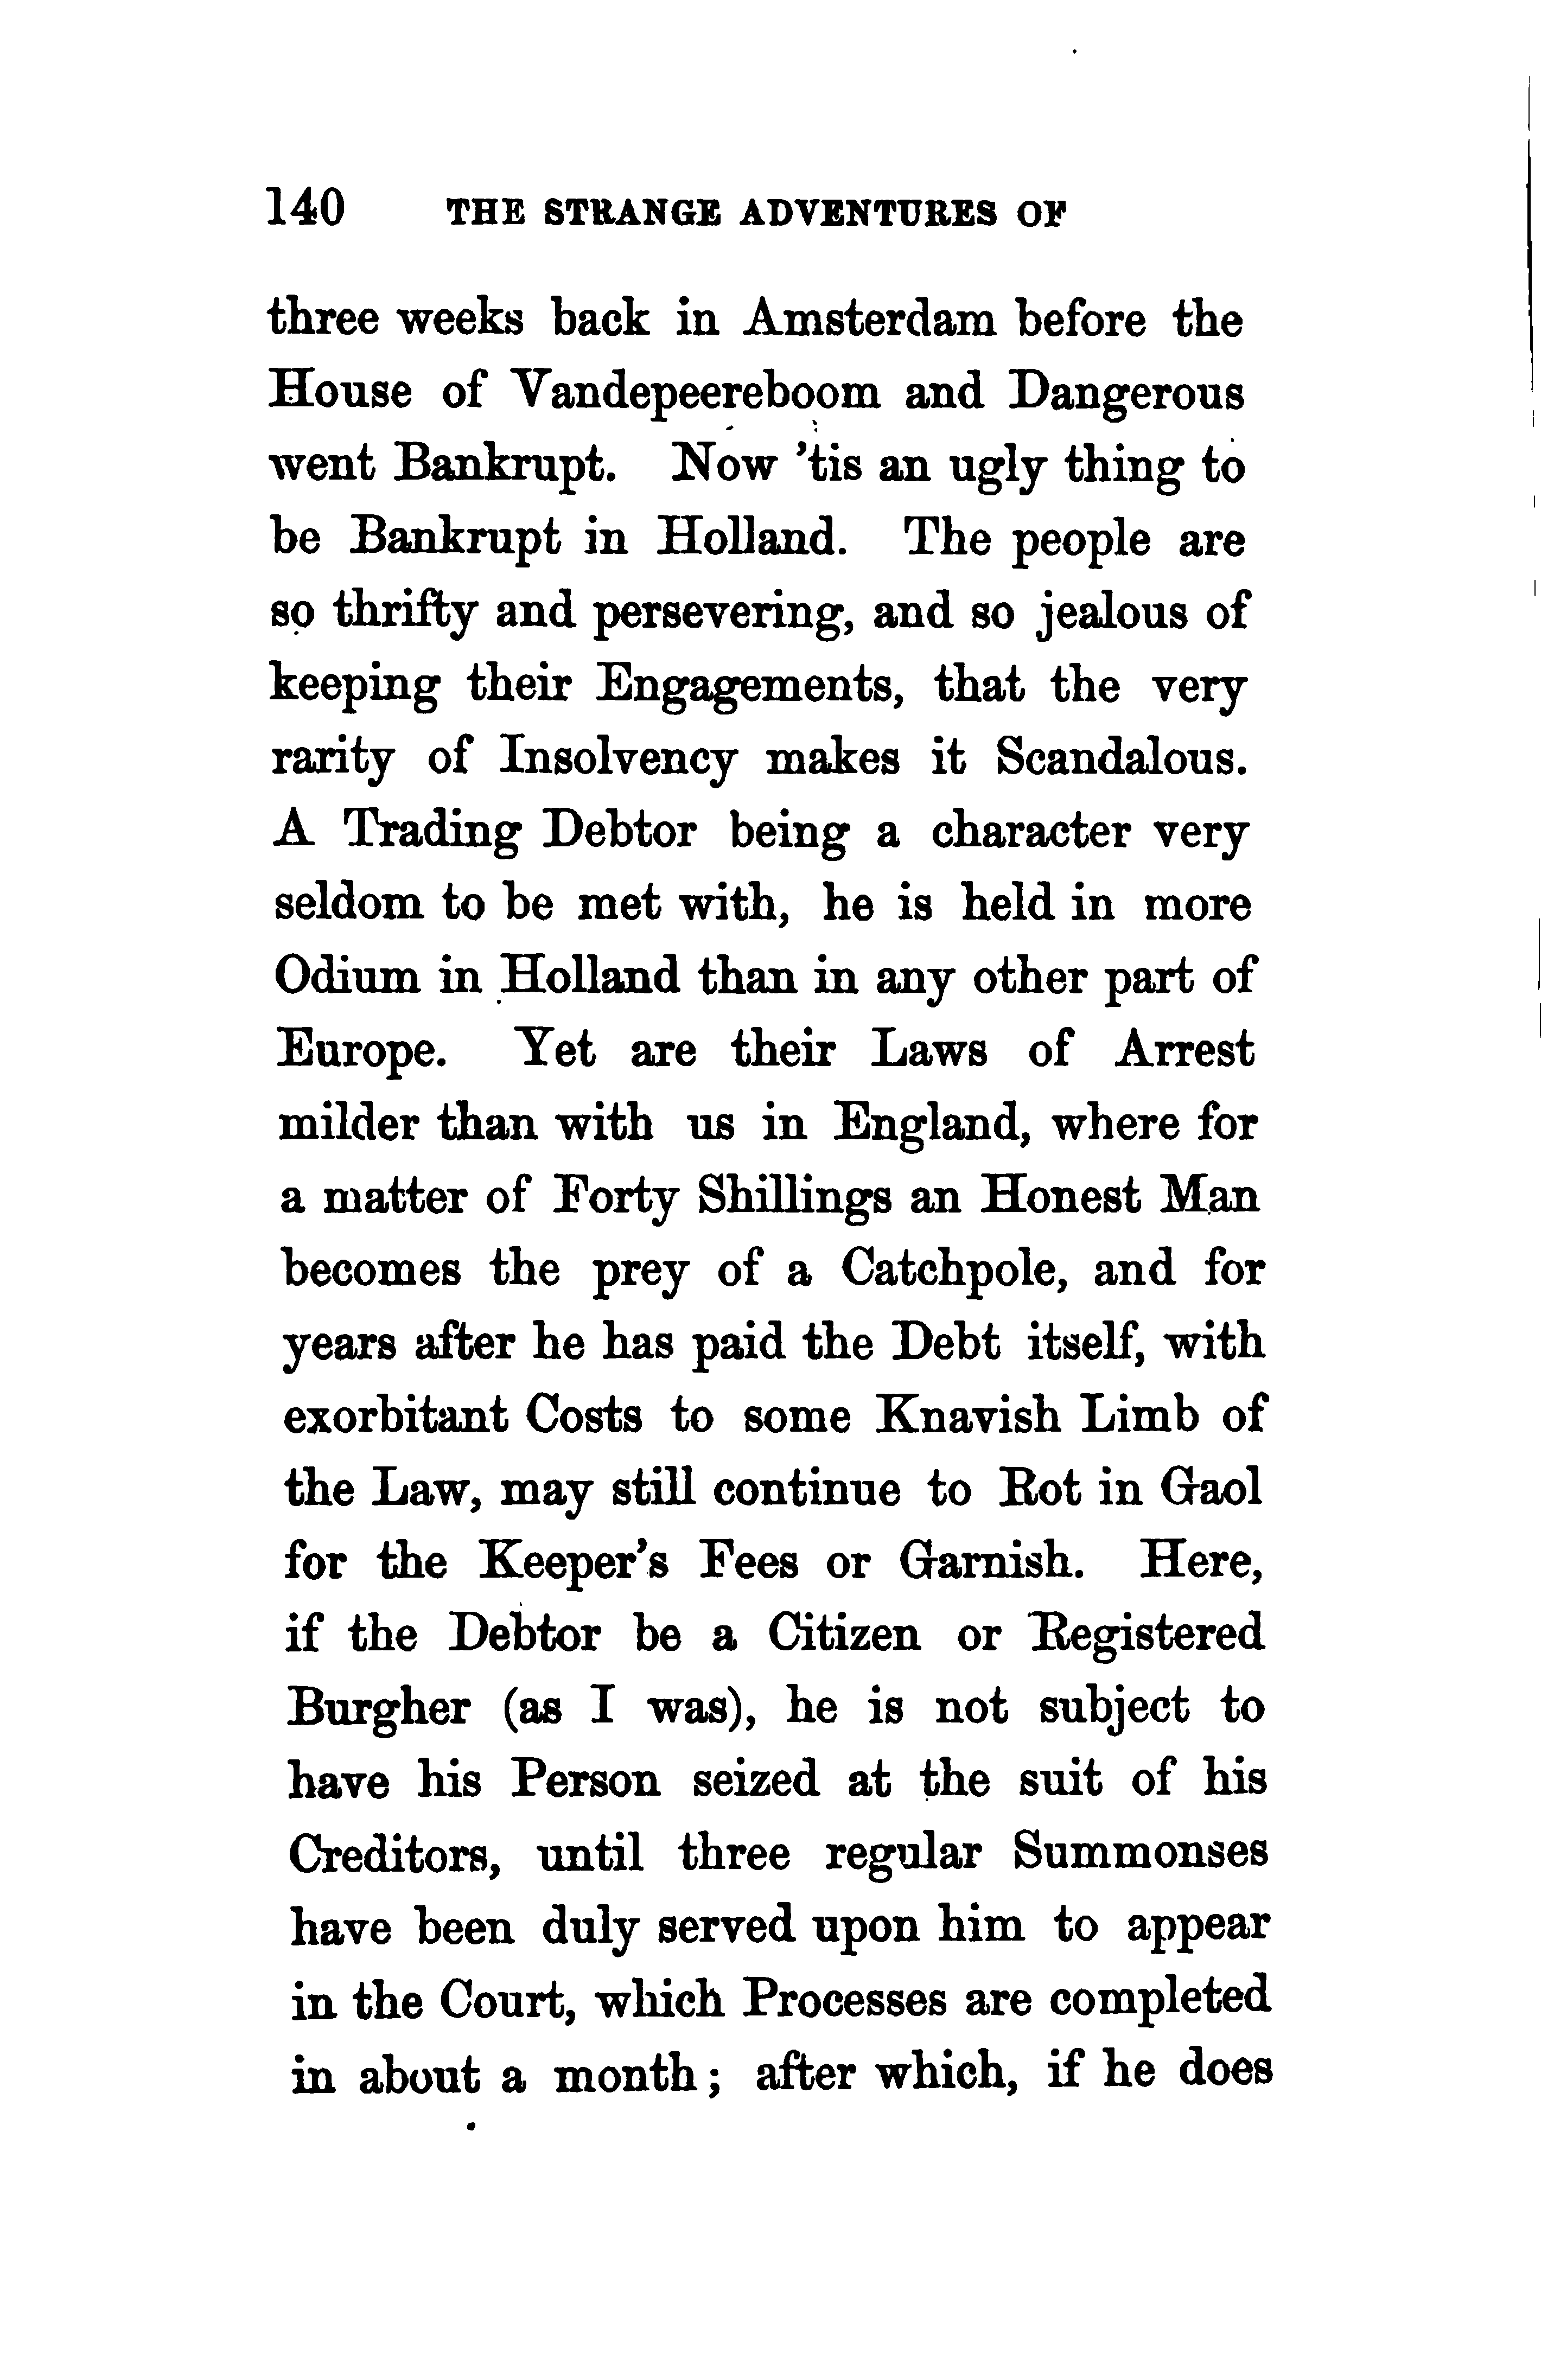 140 THE STRANGE ADVENTURES OF
three weeks back in Amsterdam before the
House of Vandepeereboom and Dangerous
went Bankrupt. Now 'tis an ugly thing to
be Bankrupt in Holland. The people are
so thrifty and persevering, and so jealous of
keeping their Engagements, that the very
rarity of Insolvency makes it Scandalous.
A Trading Debtor being a character very
seldom to be met with, he is held in more
Odium in Holland than in any other part of
Europe. Yet are their Laws of Arrest
milder than with us in England, where for
a matter of Forty Shillings an Honest Man
becomes the prey of a Catchpole, and for
years after he has paid the Debt itself, with
exorbitant Costs to some Knavish Limb of
the Law, may still continue to Rot in Gaol
for the Keeper's Fees or Garnish. Here,
if the Debtor be a Citizen or Registered
Burgher (as I was), he is not subject to
have his Person seized at the suit of his
Creditors, until three regular Summonses
have been duly served upon him to appear
in the Court, which Processes are completed
in about a month; after which, if he does